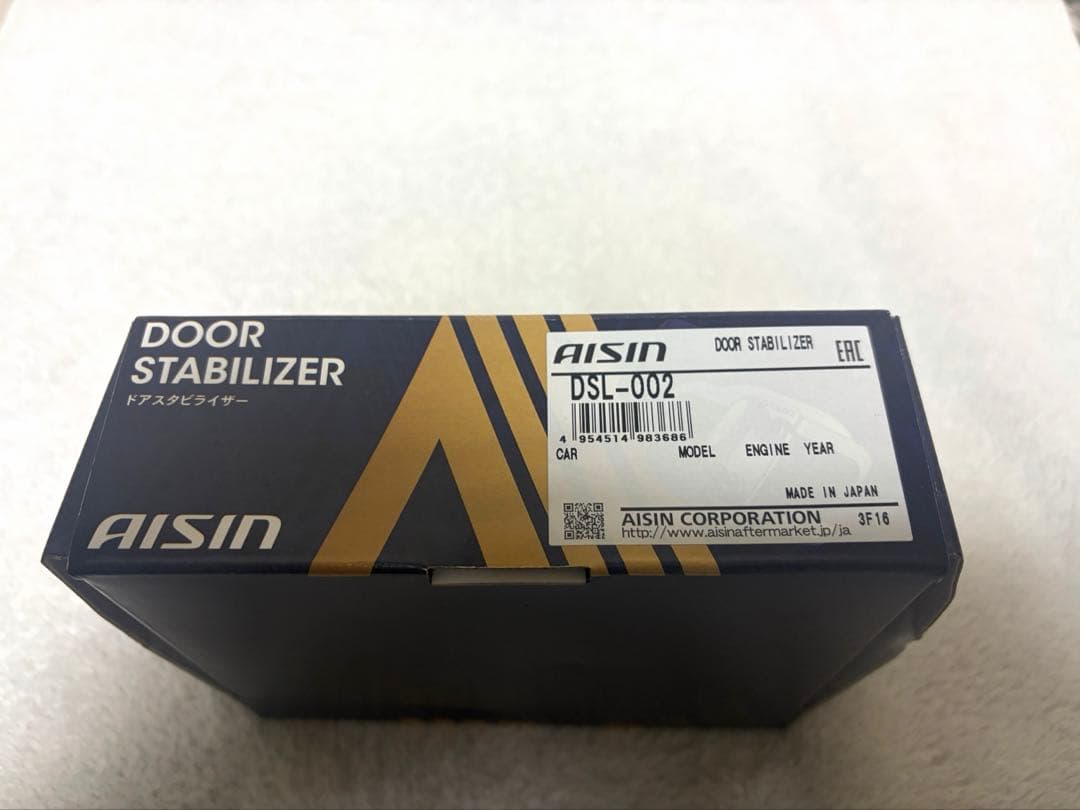 DOOR
STABILIZER
ドアスタビライザー
AISIN
AISIN DOOR STABILIZER EAC
DSL-002
4 954514 983686
CAR MODEL ENGINE YEAR
MADE IN JAPAN
AISIN CORPORATION 3F16
http://www.aisinaftermarket.jp/ja